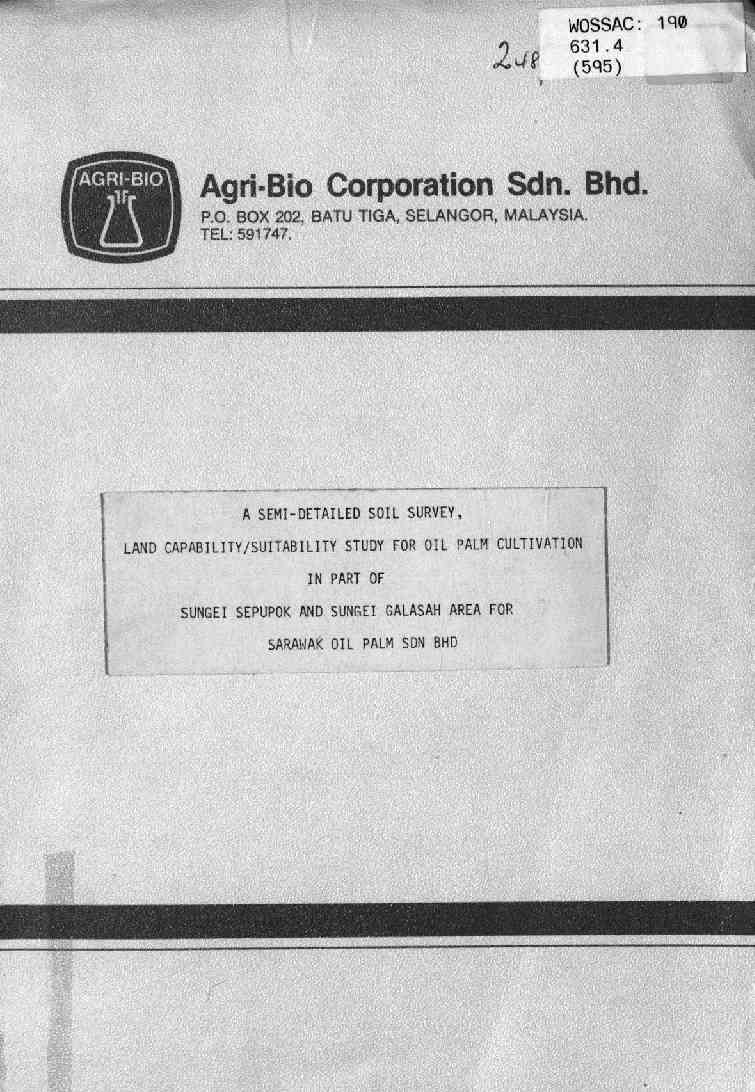 WOSSAC: 190
631.4
(595)
248
AGRI-BIO
Agri-Bio Corporation Sdn. Bhd.
P.O. BOX 202, BATU TIGA, SELANGOR, MALAYSIA.
TEL: 591747.
A SEMI-DETAILED SOIL SURVEY,
LAND CAPABILITY/SUITABILITY STUDY FOR OIL PALM CULTIVATION
IN PART OF
SUNGEI SEPUPOK AND SUNGEI GALASAH AREA FOR
SARAWAK OIL PALM SDN BHD